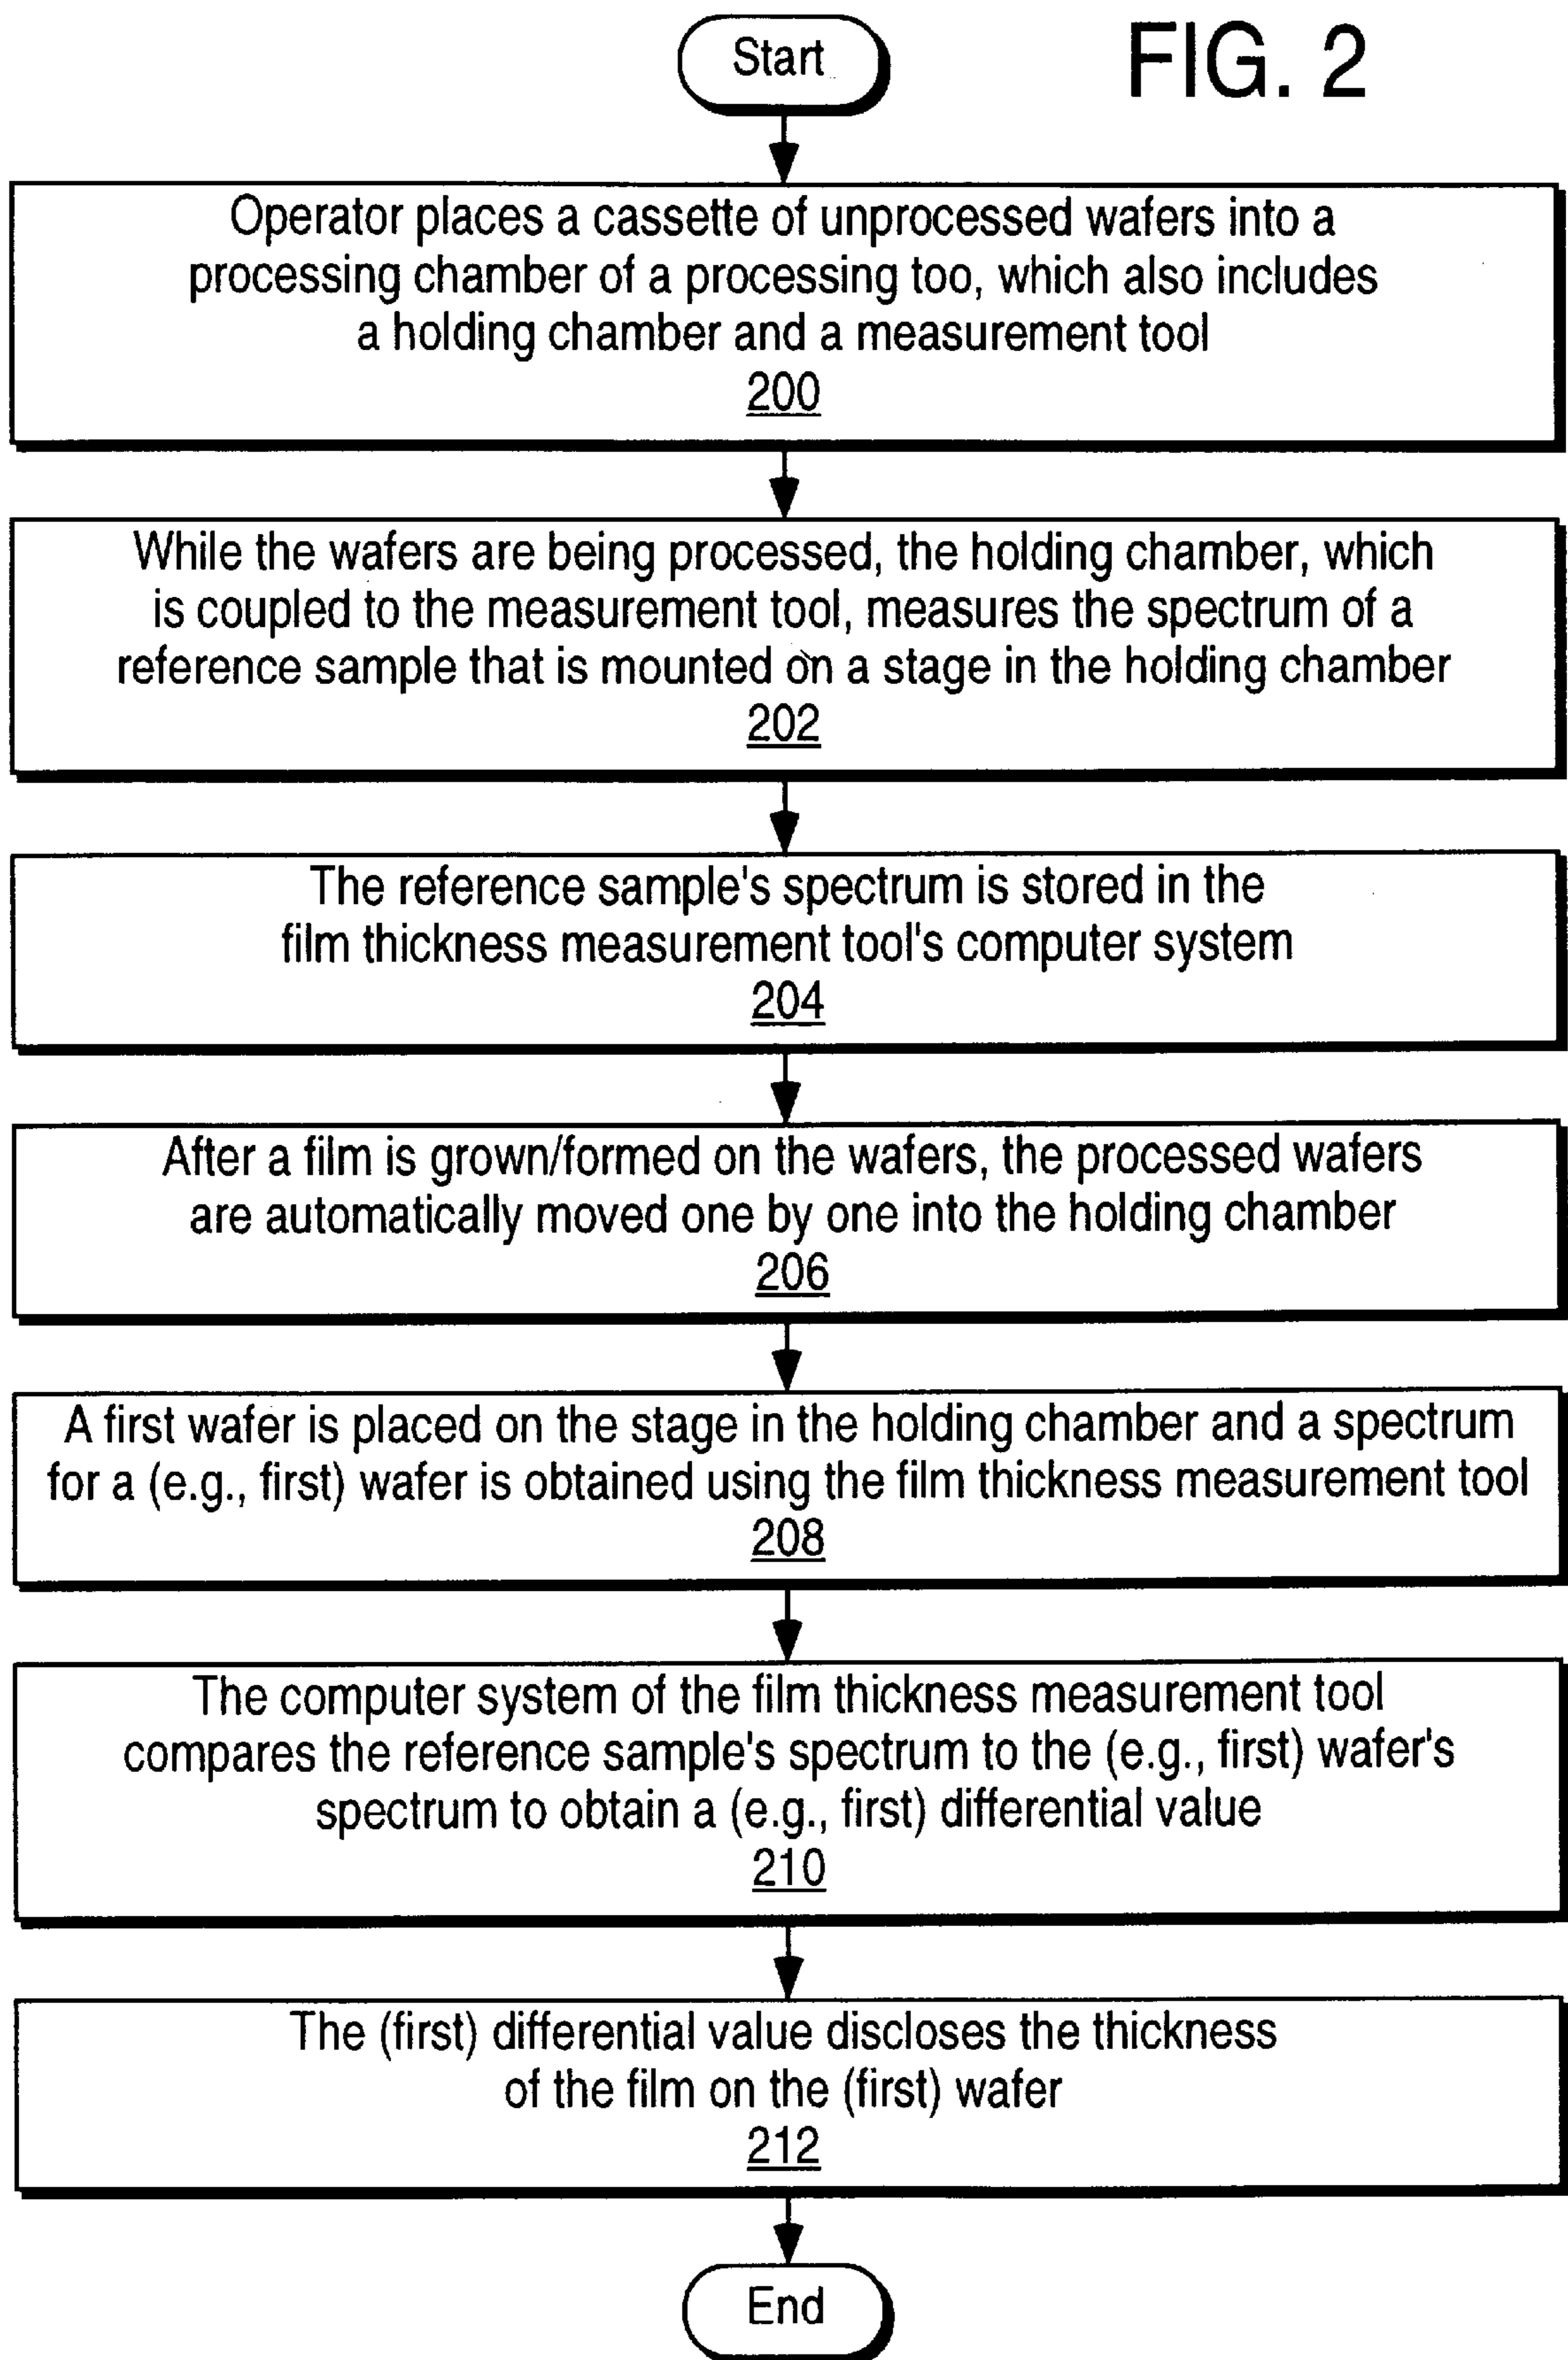 Start
FIG. 2
Operator places a cassette of unprocessed wafers into a
processing chamber of a processing too, which also includes
a holding chamber and a measurement tool
200
While the wafers are being processed, the holding chamber, which
is coupled to the measurement tool, measures the spectrum of a
reference sample that is mounted on a stage in the holding chamber
202
The reference sample's spectrum is stored in the
film thickness measurement tool's computer system
204
After a film is grown/formed on the wafers, the processed wafers
are automatically moved one by one into the holding chamber
206
A first wafer is placed on the stage in the holding chamber and a spectrum
for a (e.g., first) wafer is obtained using the film thickness measurement tool
208
The computer system of the film thickness measurement tool
compares the reference sample's spectrum to the (e.g., first) wafer's
spectrum to obtain a (e.g., first) differential value
210
The (first) differential value discloses the thickness
of the film on the (first) wafer
212
End